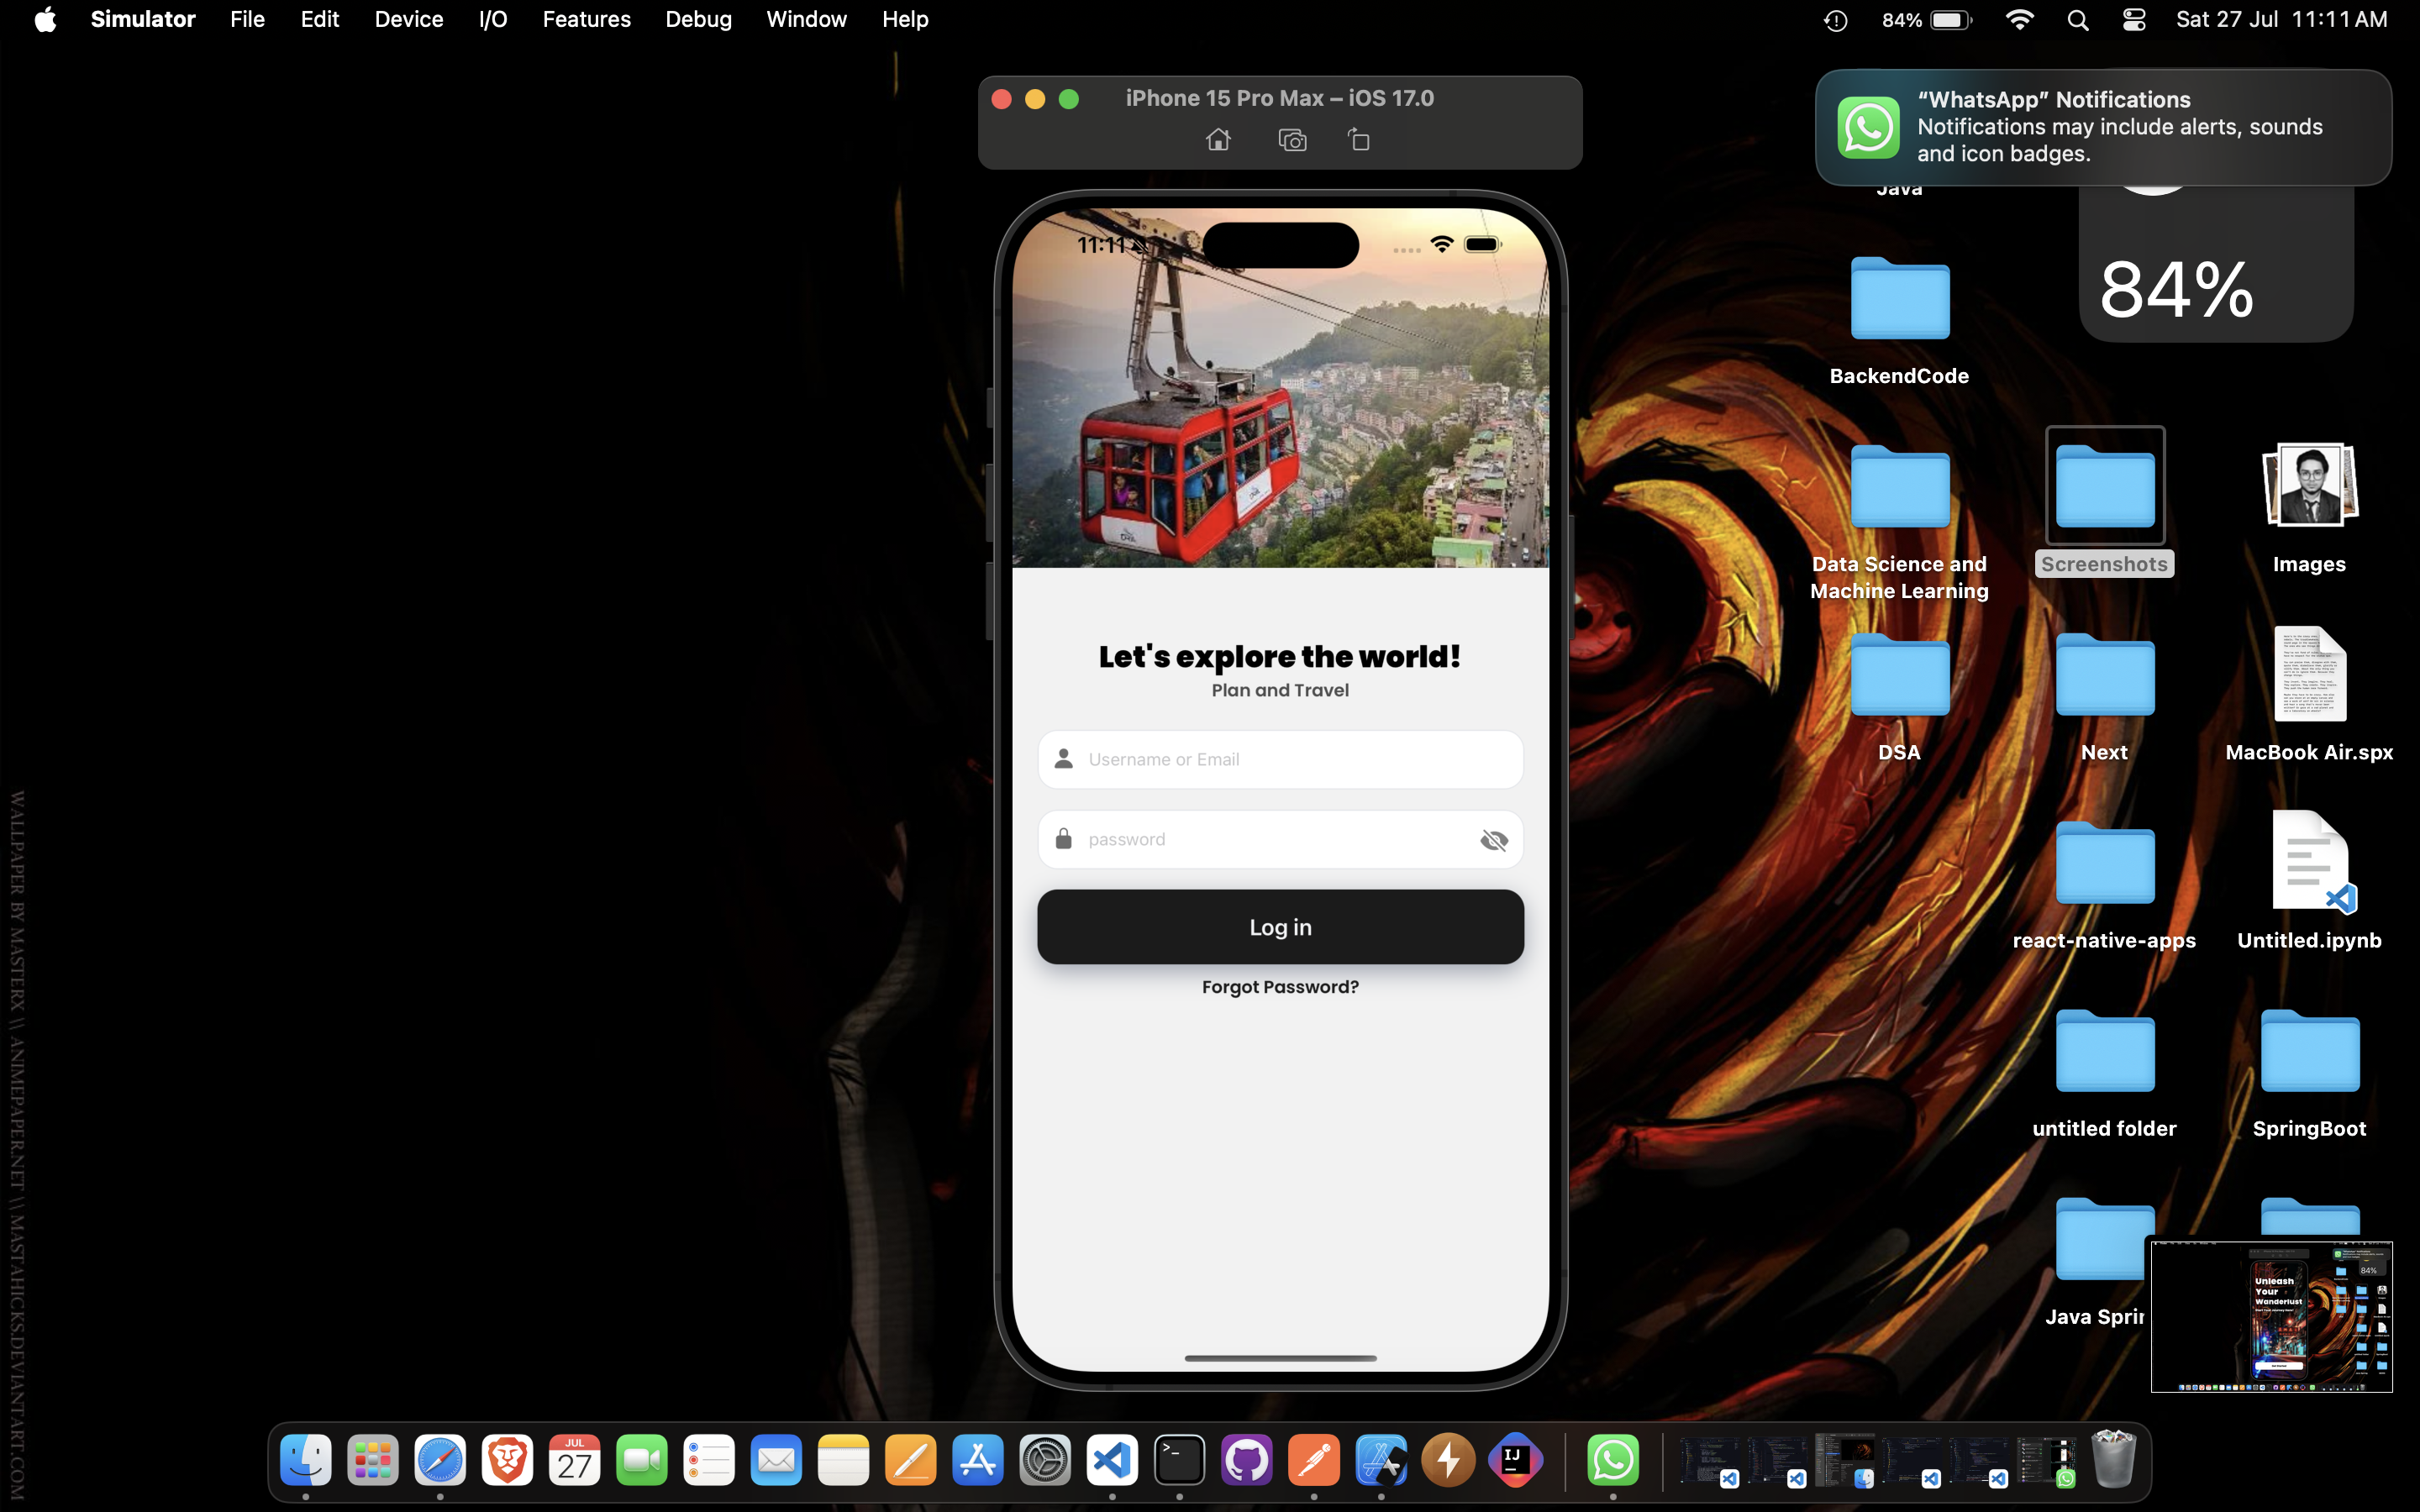 Simulator File Edit Device I/O Features Debug Window Help
84% Sat 27 Jul 11:11 AM
iPhone 15 Pro Max – iOS 17.0
“WhatsApp” Notifications
Notifications may include alerts, sounds
and icon badges.
Java
84%
BackendCode
Data Science and
Machine Learning
Screenshots
Images
DSA
Next
MacBook Air.spx
react-native-apps
Untitled.ipynb
untitled folder
SpringBoot
Java Sprin
11:11
Let's explore the world!
Plan and Travel
Username or Email
password
Log in
Forgot Password?
Unleash
Your
Wanderlust
84%
WALLPAPER BY MASTERX \\ ANIMEPAPER.NET \\ MASTAHICKS.DEVIANTART.COM
JUL
27
>_
IJ